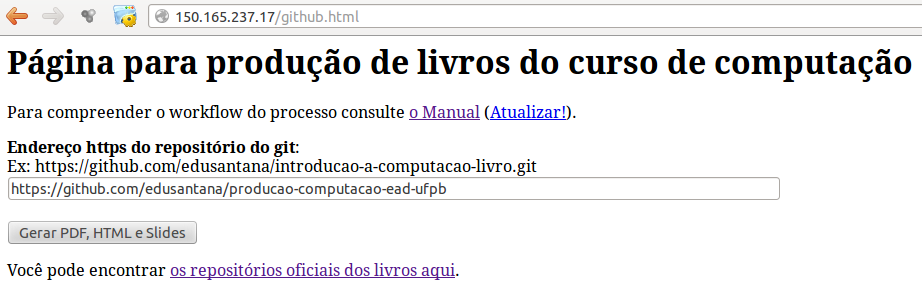 150.165.237.17/github.html
Página para produção de livros do curso de computação
Para compreender o workflow do processo consulte o Manual (Atualizar!).
Endereço https do repositório do git:
Ex: https://github.com/edusantana/introducao-a-computacao-livro.git
https://github.com/edusantana/producao-computacao-ead-ufpb
Gerar PDF, HTML e Slides
Você pode encontrar os repositórios oficiais dos livros aqui.